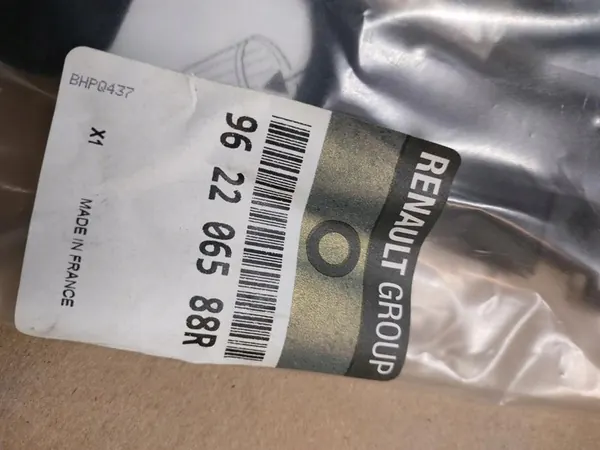 RENAULT GROUP
96 22 065 88R
X1
MADE IN FRANCE
BHPQ437